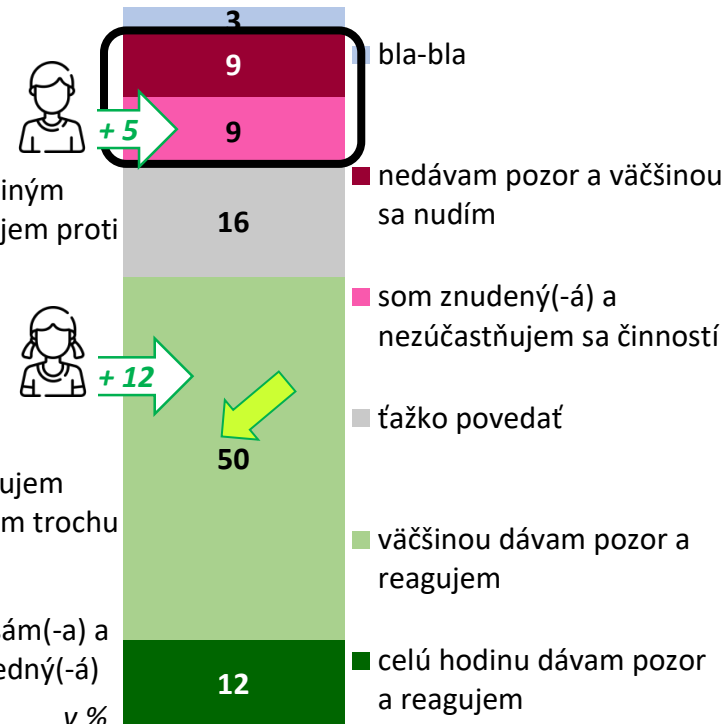 3
9
+ 5
9
iným
jem proti
16
+ 12
50
ujem
m trochu
sám(-a) a
edný(-á)
12
v %
bla-bla
nedávam pozor a väčšinou
sa nudím
som znudený(-á) a
nezúčastňujem sa činností
ťažko povedať
väčšinou dávam pozor a
reagujem
celú hodinu dávam pozor
a reagujem